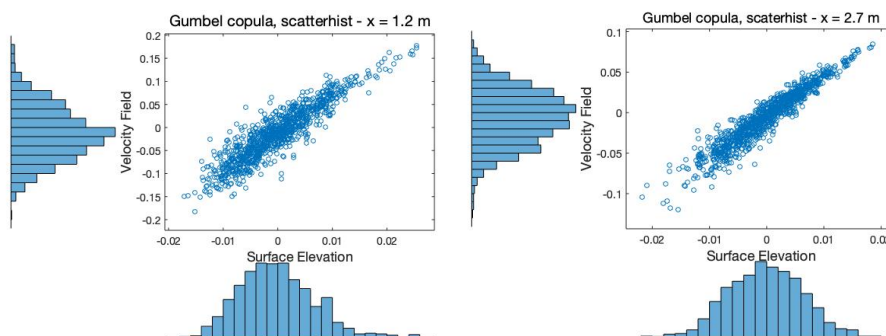 Gumbel copula, scatterhist - x = 1.2 m
0.2
0.15
0.1
0.05
0
-0.05
-0.1
-0.15
-0.2
Velocity Field
-0.02 -0.01 0 0.01 0.02
Surface Elevation
Gumbel copula, scaterhist - x = 2.7 m
0.1
0.05
0
-0.05
-0.1
Velocity Field
-0.02 -0.01 0 0.01
Surface Elevation